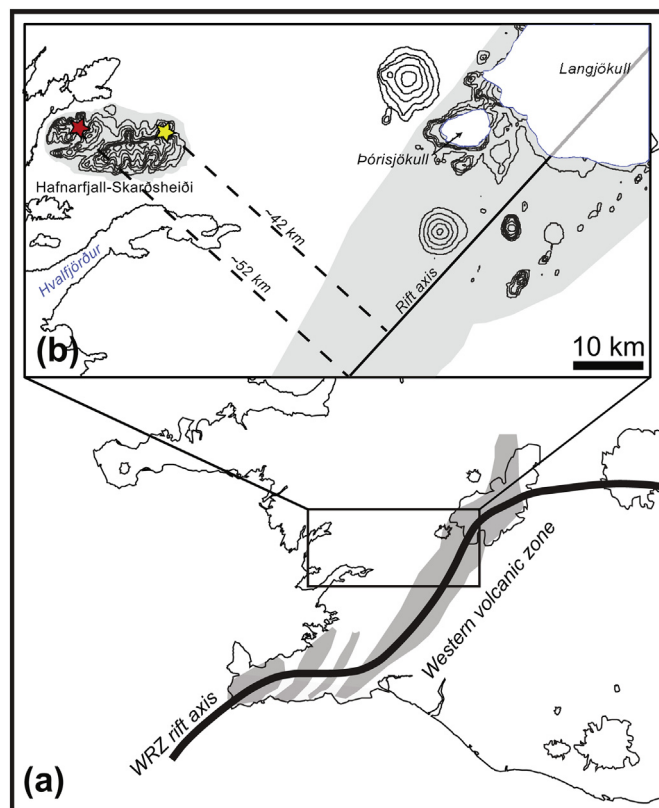 Langjökull
Þórisjökull
Hafnarfjall-Skarðsheiði
~42 km
~52 km
Hvalfjörður
Rift axis
(b)
10 km
Western volcanic zone
WRZ rift axis
(a)